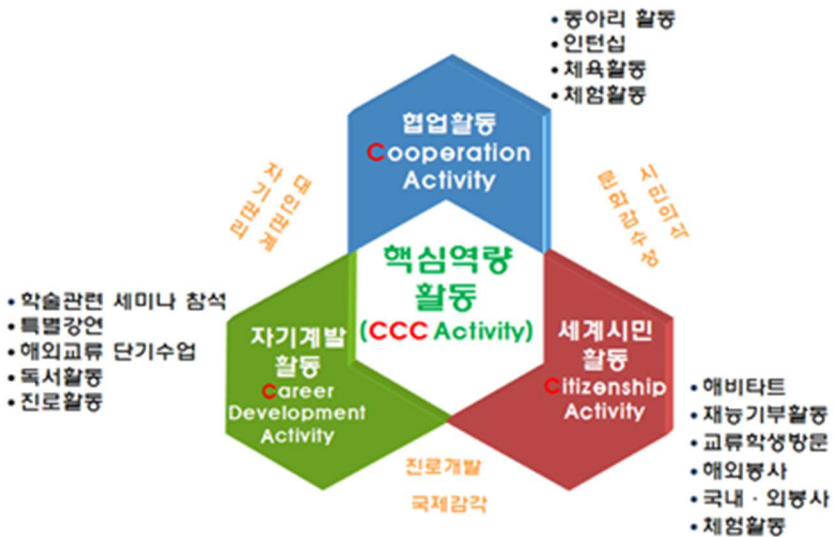 • 동아리 활동
• 인턴십
• 체육활동
• 체험활동
협업활동
Cooperation
Activity
대인관계
자기관리
시민의식
문화감수성
핵심역량
활동
(CCC Activity)
• 학술관련 세미나 참석
• 특별강연
• 해외교류 단기수업
• 독서활동
• 진로활동
자기계발
활동
Career
Development
Activity
세계시민
활동
Citizenship
Activity
• 해비타트
• 재능기부활동
• 교류학생방문
• 해외봉사
• 국내 · 외봉사
• 체험활동
진로개발
국제감각